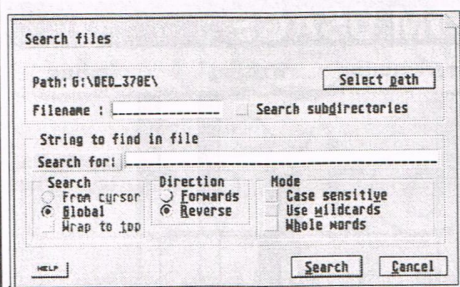 Search files
Path: G:\DED_370E\ Select path
Filename : Search subdirectories
String to find in file
Search for:
Search Direction Mode
From cursor Forwards Case sensitive
Global Reverse Use wildcards
Wrap to top Whole words
HELP Search Cancel